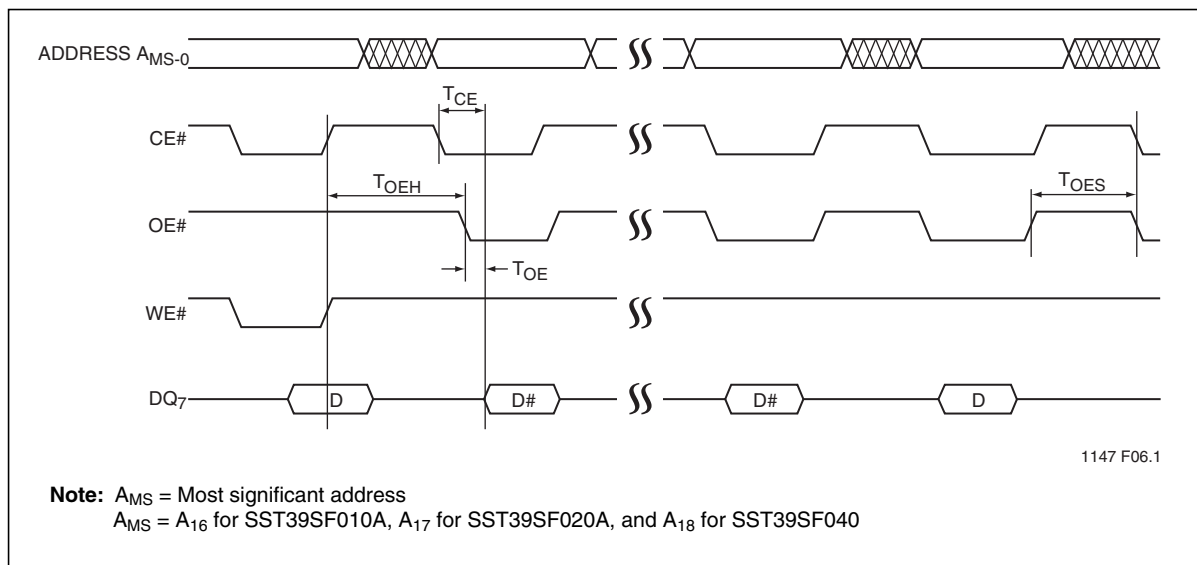 ADDRESS AMS-0
TCE
CE#
TOEH
TOES
OE#
TOE
WE#
DQ7
D
D#
D#
D
1147 F06.1
Note: AMS = Most significant address
AMS = A16 for SST39SF010A, A17 for SST39SF020A, and A18 for SST39SF040